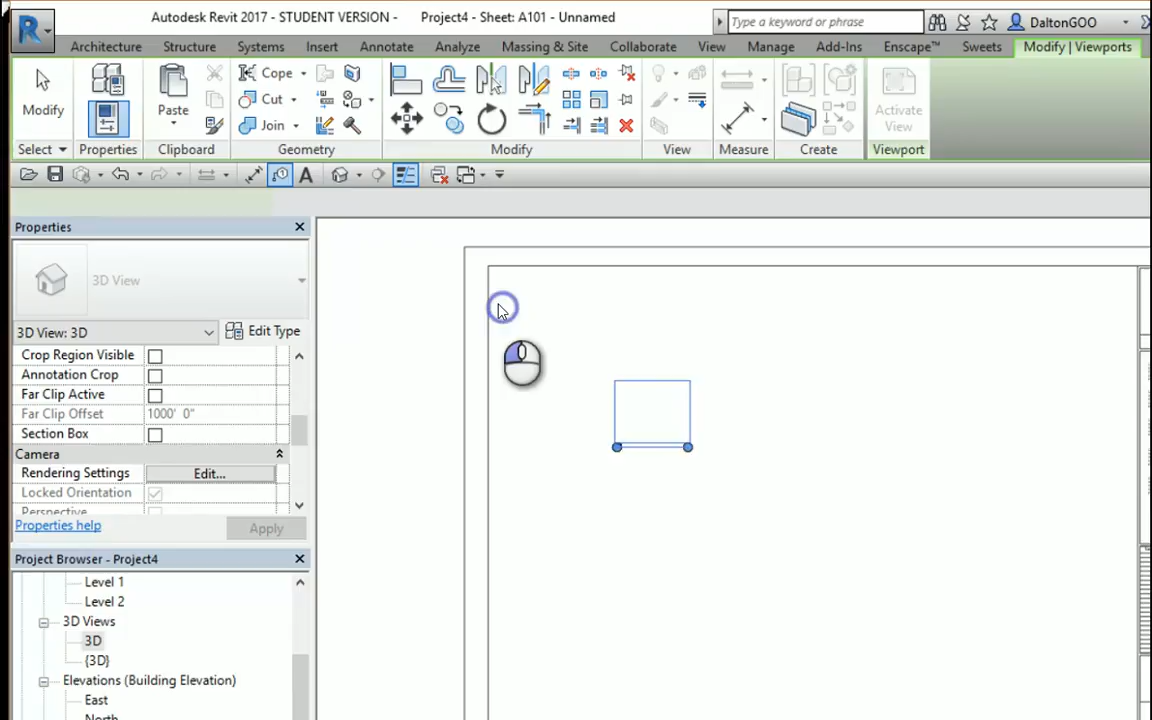 Autodesk Revit 2017 - STUDENT VERSION - Project4 - Sheet: A101 - Unnamed
Type a keyword or phrase
DaltonGOO
R
Architecture Structure Systems Insert Annotate Analyze Massing & Site Collaborate View Manage Add-Ins Enscape™ Sweets Modify | Viewports
Cope
Cut
Join
Modify
Paste
Activate
View
Select Properties Clipboard Geometry Modify View Measure Create Viewport
A
Properties
3D View
3D View: 3D
Edit Type
Crop Region Visible
Annotation Crop
Far Clip Active
Far Clip Offset 1000' 0"
Section Box
Camera
Rendering Settings Edit...
Locked Orientation
Perspective
Properties help
Apply
Project Browser - Project4
Level 1
Level 2
3D Views
3D
{3D}
Elevations (Building Elevation)
East
North